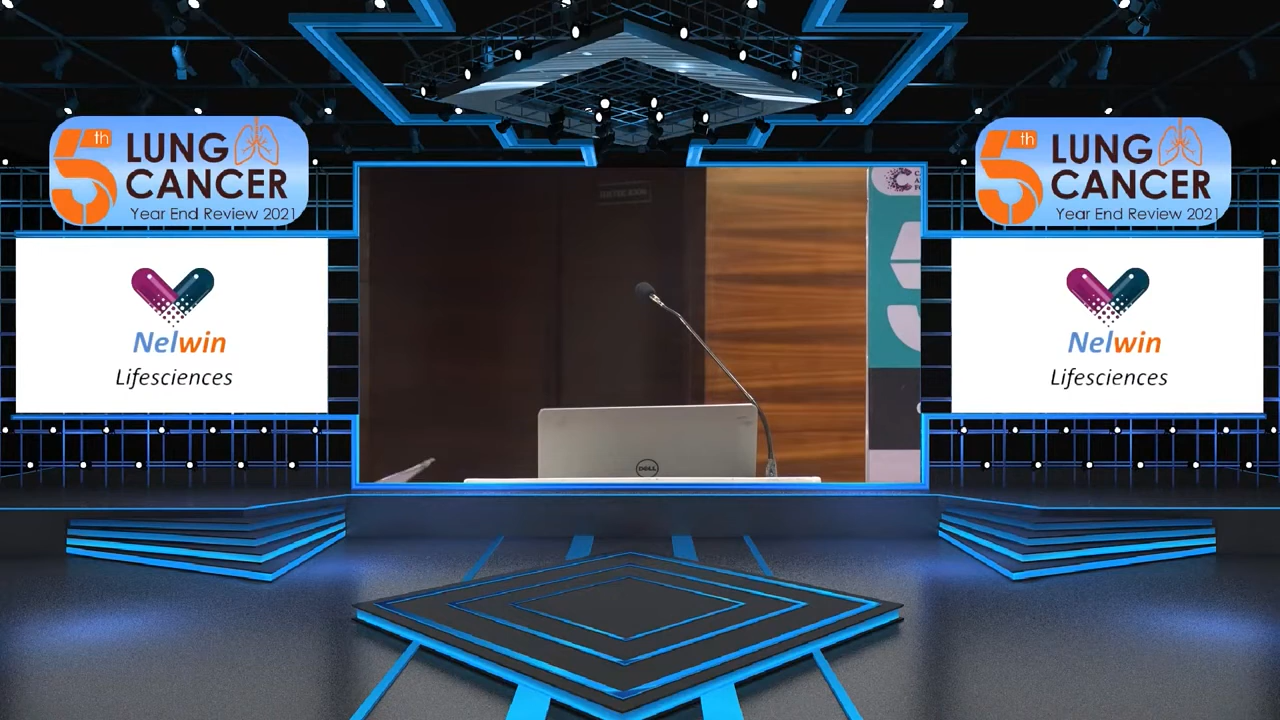 5th
LUNG
CANCER
Year End Review 2021
Nelwin
Lifesciences
DELL
5th
LUNG
CANCER
Year End Review 2021
Nelwin
Lifesciences